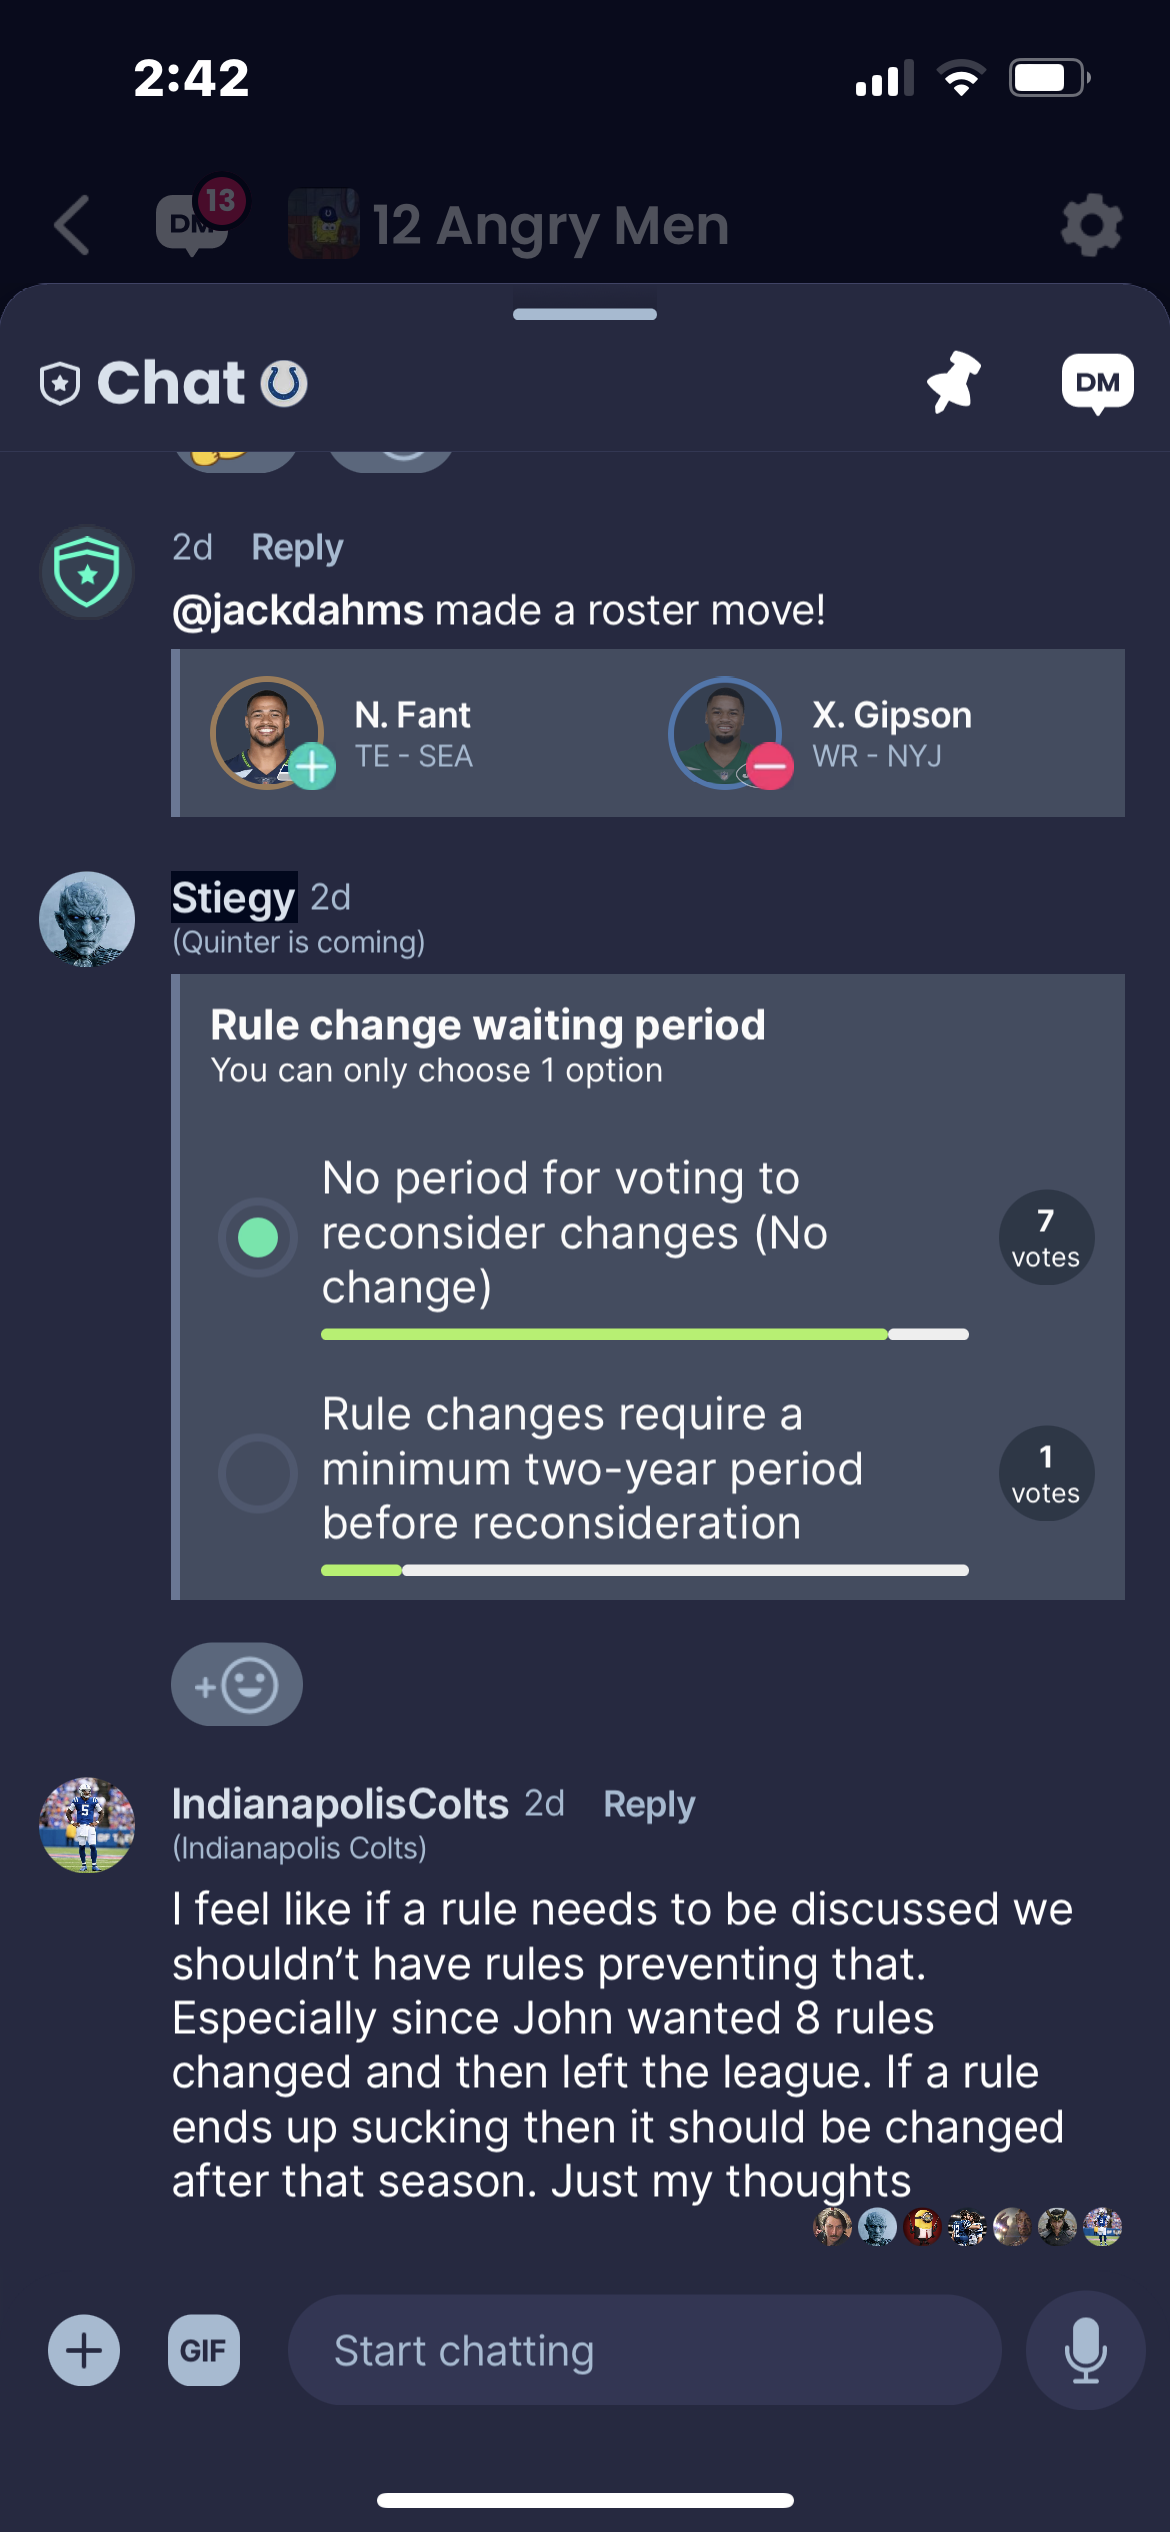 2:42
DM
13
12 Angry Men
Chat
DM
2d Reply
@jackdahms made a roster move!
N. Fant
TE - SEA
X. Gipson
WR - NYJ
Stiegy 2d
(Quinter is coming)
Rule change waiting period
You can only choose 1 option
No period for voting to
reconsider changes (No
change)
7
votes
Rule changes require a
minimum two-year period
before reconsideration
1
votes
IndianapolisColts 2d Reply
(Indianapolis Colts)
I feel like if a rule needs to be discussed we
shouldn’t have rules preventing that.
Especially since John wanted 8 rules
changed and then left the league. If a rule
ends up sucking then it should be changed
after that season. Just my thoughts
GIF
Start chatting